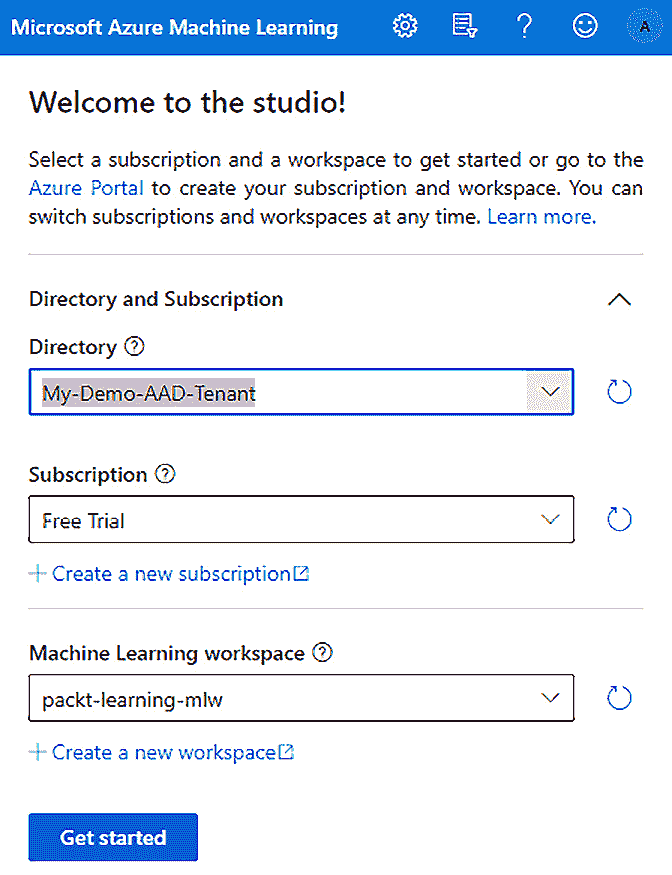 Microsoft Azure Machine Learning
A
Welcome to the studio!
Select a subscription and a workspace to get started or go to the
Azure Portal to create your subscription and workspace. You can
switch subscriptions and workspaces at any time. Learn more.
Directory and Subscription
Directory ?
My-Demo-AAD-Tenant
Subscription ?
Free Trial
+ Create a new subscription
Machine Learning workspace ?
packt-learning-mlw
+ Create a new workspace
Get started